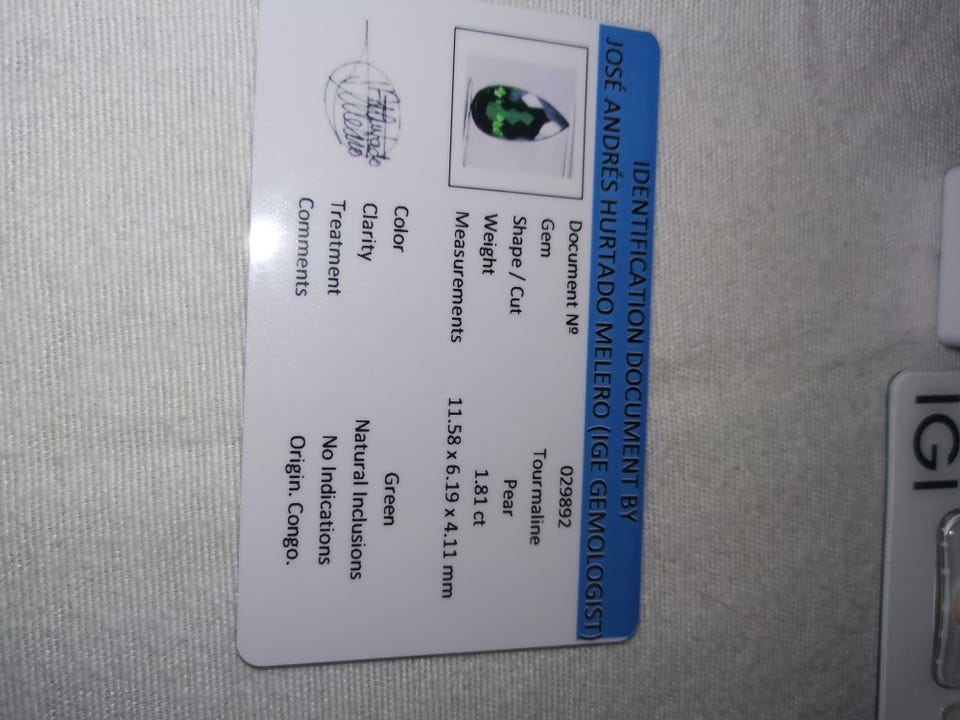 IDENTIFICATION DOCUMENT BY
JOSÉ ANDRÉS HURTADO MELERO (IGE GEMOLOGIST)
Document Nº 029892
Gem Tourmaline
Shape / Cut Pear
Weight 1.81 ct
Measurements 11.58 x 6.19 x 4.11 mm
Color Green
Clarity Natural Inclusions
Treatment No Indications
Comments Origin. Congo.
IGI